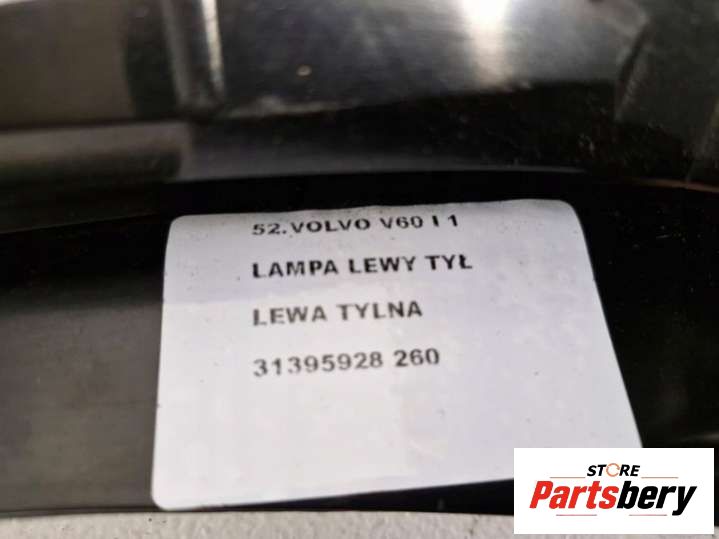 52.VOLVO V60 I 1
LAMPA LEWY TYŁ
LEWA TYLNA
31395928 260
STORE
Partsbery